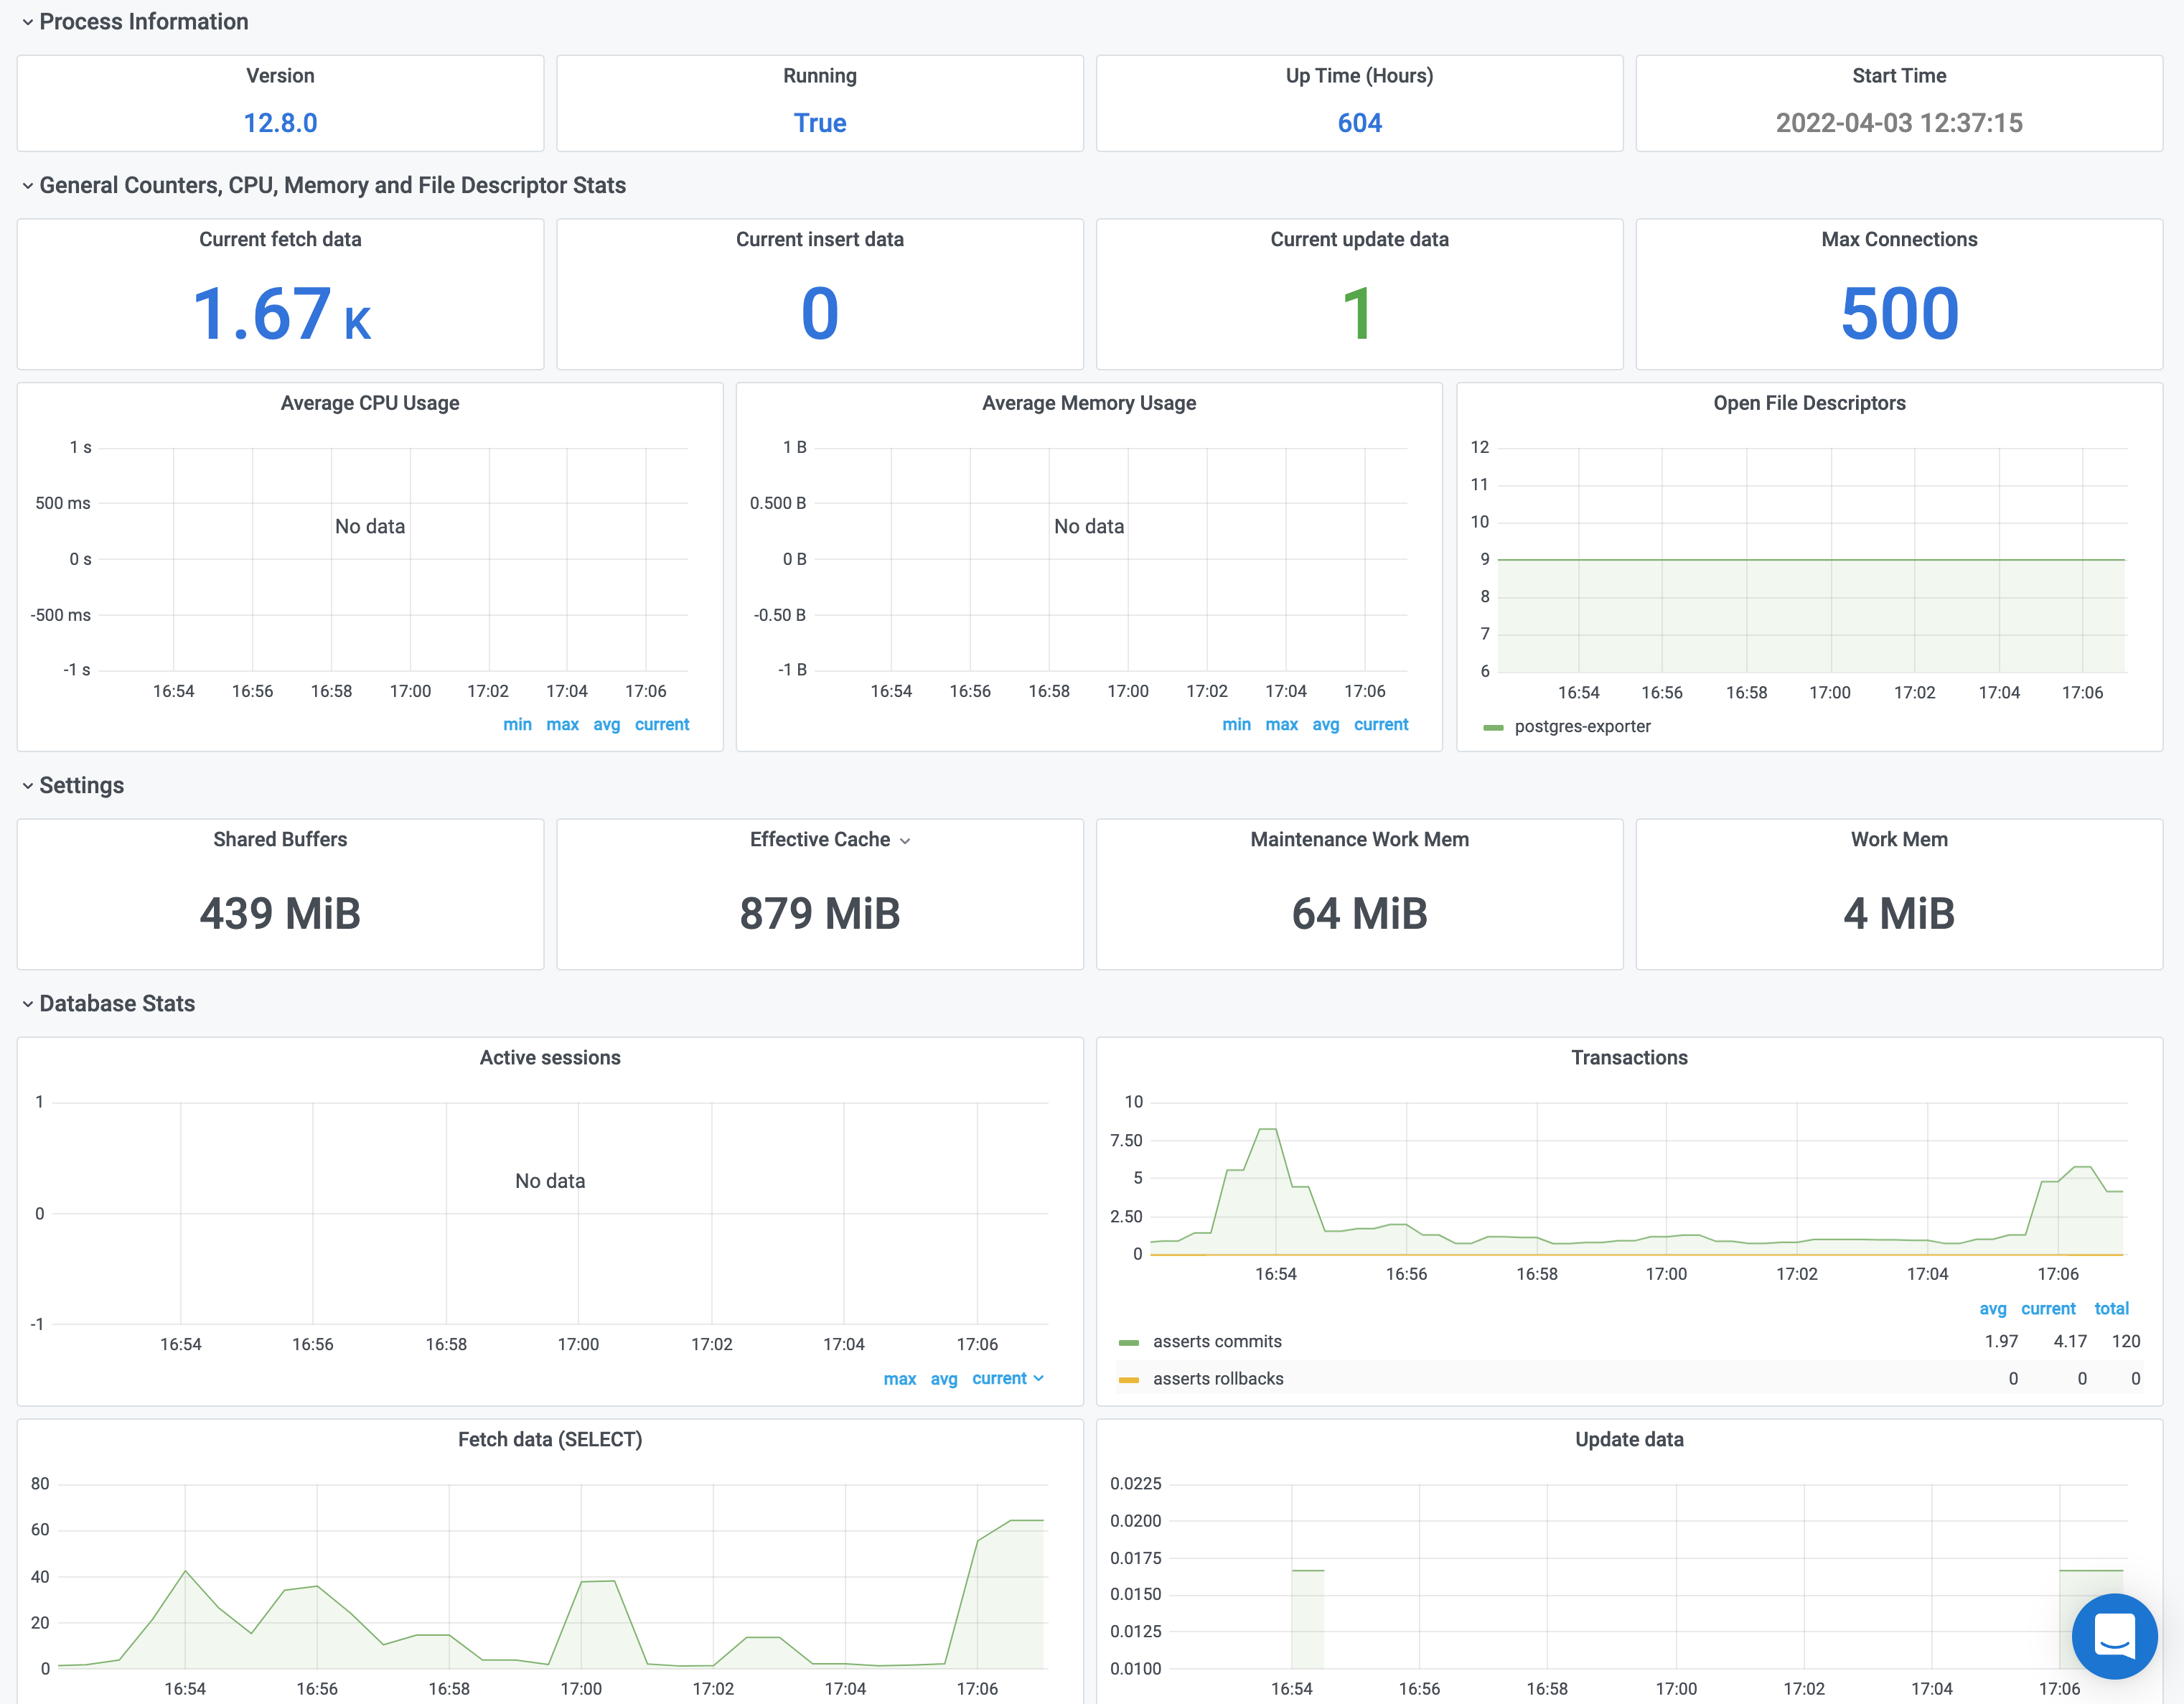 Process Information
Version
Running
Up Time (Hours)
Start Time
12.8.0
True
604
2022-04-03 12:37:15
General Counters, CPU, Memory and File Descriptor Stats
Current fetch data
Current insert data
Current update data
Max Connections
1.67 K
0
1
500
Average CPU Usage
1 s
500 ms
0 s
-500 ms
-1 s
No data
16:54 16:56 16:58 17:00 17:02 17:04 17:06
min max avg current
Average Memory Usage
1 B
0.500 B
0 B
-0.50 B
-1 B
No data
16:54 16:56 16:58 17:00 17:02 17:04 17:06
min max avg current
Open File Descriptors
12
11
10
9
8
7
6
16:54 16:56 16:58 17:00 17:02 17:04 17:06
postgres-exporter
Settings
Shared Buffers
Effective Cache
Maintenance Work Mem
Work Mem
439 MiB
879 MiB
64 MiB
4 MiB
Database Stats
Active sessions
1
0
-1
No data
16:54 16:56 16:58 17:00 17:02 17:04 17:06
max avg current
Transactions
10
7.50
5
2.50
0
16:54 16:56 16:58 17:00 17:02 17:04 17:06
avg current total
asserts commits 1.97 4.17 120
asserts rollbacks 0 0 0
Fetch data (SELECT)
80
60
40
20
0
16:54 16:56 16:58 17:00 17:02 17:04 17:06
Update data
0.0225
0.0200
0.0175
0.0150
0.0125
0.0100
16:54 16:56 16:58 17:00 17:02 17:04 17:06